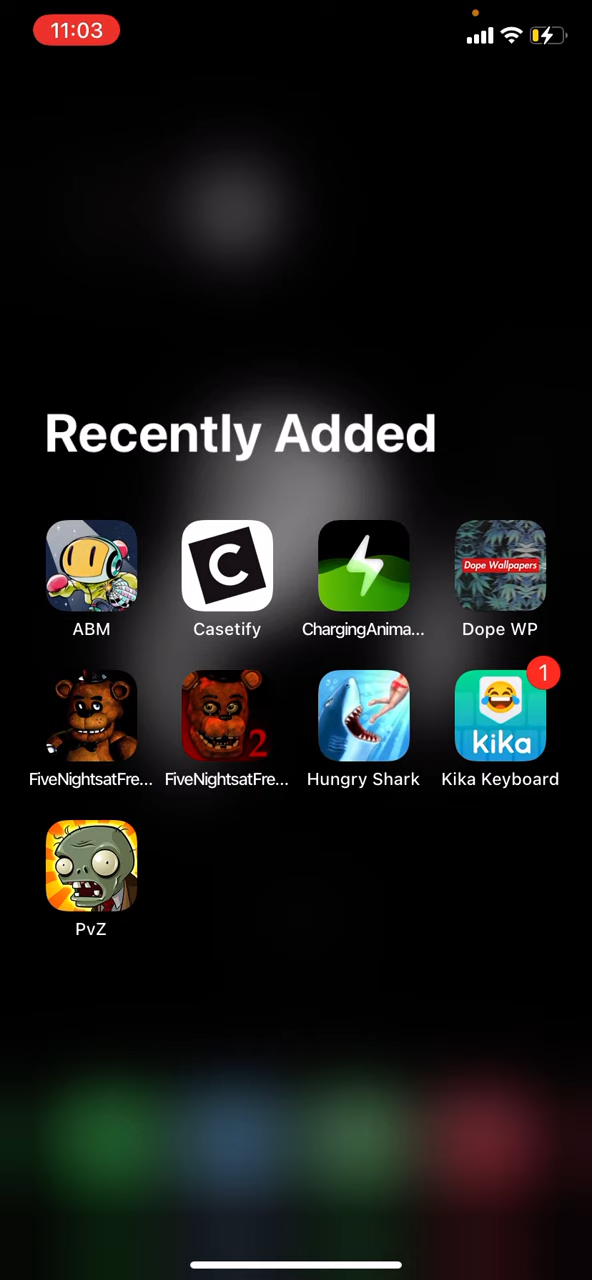 11:03
Recently Added
C
Dope Wallpapers
ABM
Casetify
ChargingAnima...
Dope WP
2
1
kika
FiveNightsatFre...
FiveNightsatFre...
Hungry Shark
Kika Keyboard
PvZ